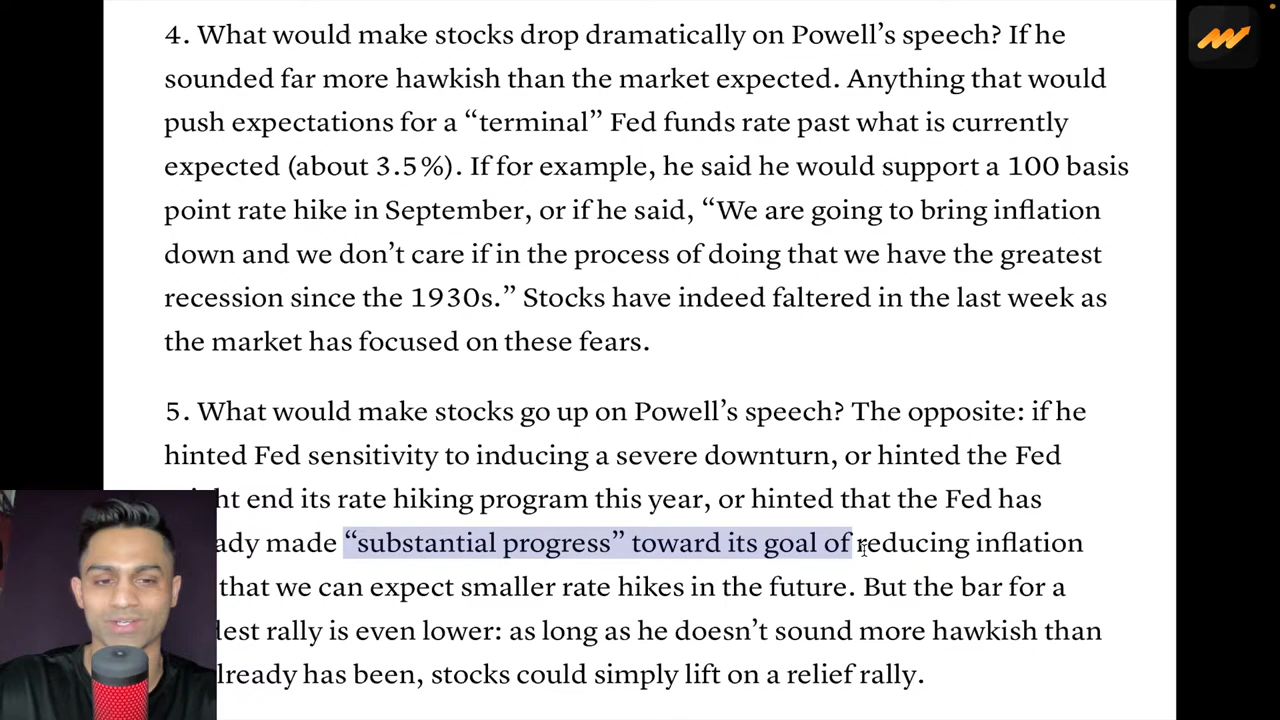 4. What would make stocks drop dramatically on Powell’s speech? If he
sounded far more hawkish than the market expected. Anything that would
push expectations for a “terminal” Fed funds rate past what is currently
expected (about 3.5%). If for example, he said he would support a 100 basis
point rate hike in September, or if he said, “We are going to bring inflation
down and we don’t care if in the process of doing that we have the greatest
recession since the 1930s.” Stocks have indeed faltered in the last week as
the market has focused on these fears.
5. What would make stocks go up on Powell’s speech? The opposite: if he
hinted Fed sensitivity to inducing a severe downturn, or hinted the Fed
ht end its rate hiking program this year, or hinted that the Fed has
ady made “substantial progress” toward its goal of reducing inflation
that we can expect smaller rate hikes in the future. But the bar for a
lest rally is even lower: as long as he doesn’t sound more hawkish than
lready has been, stocks could simply lift on a relief rally.